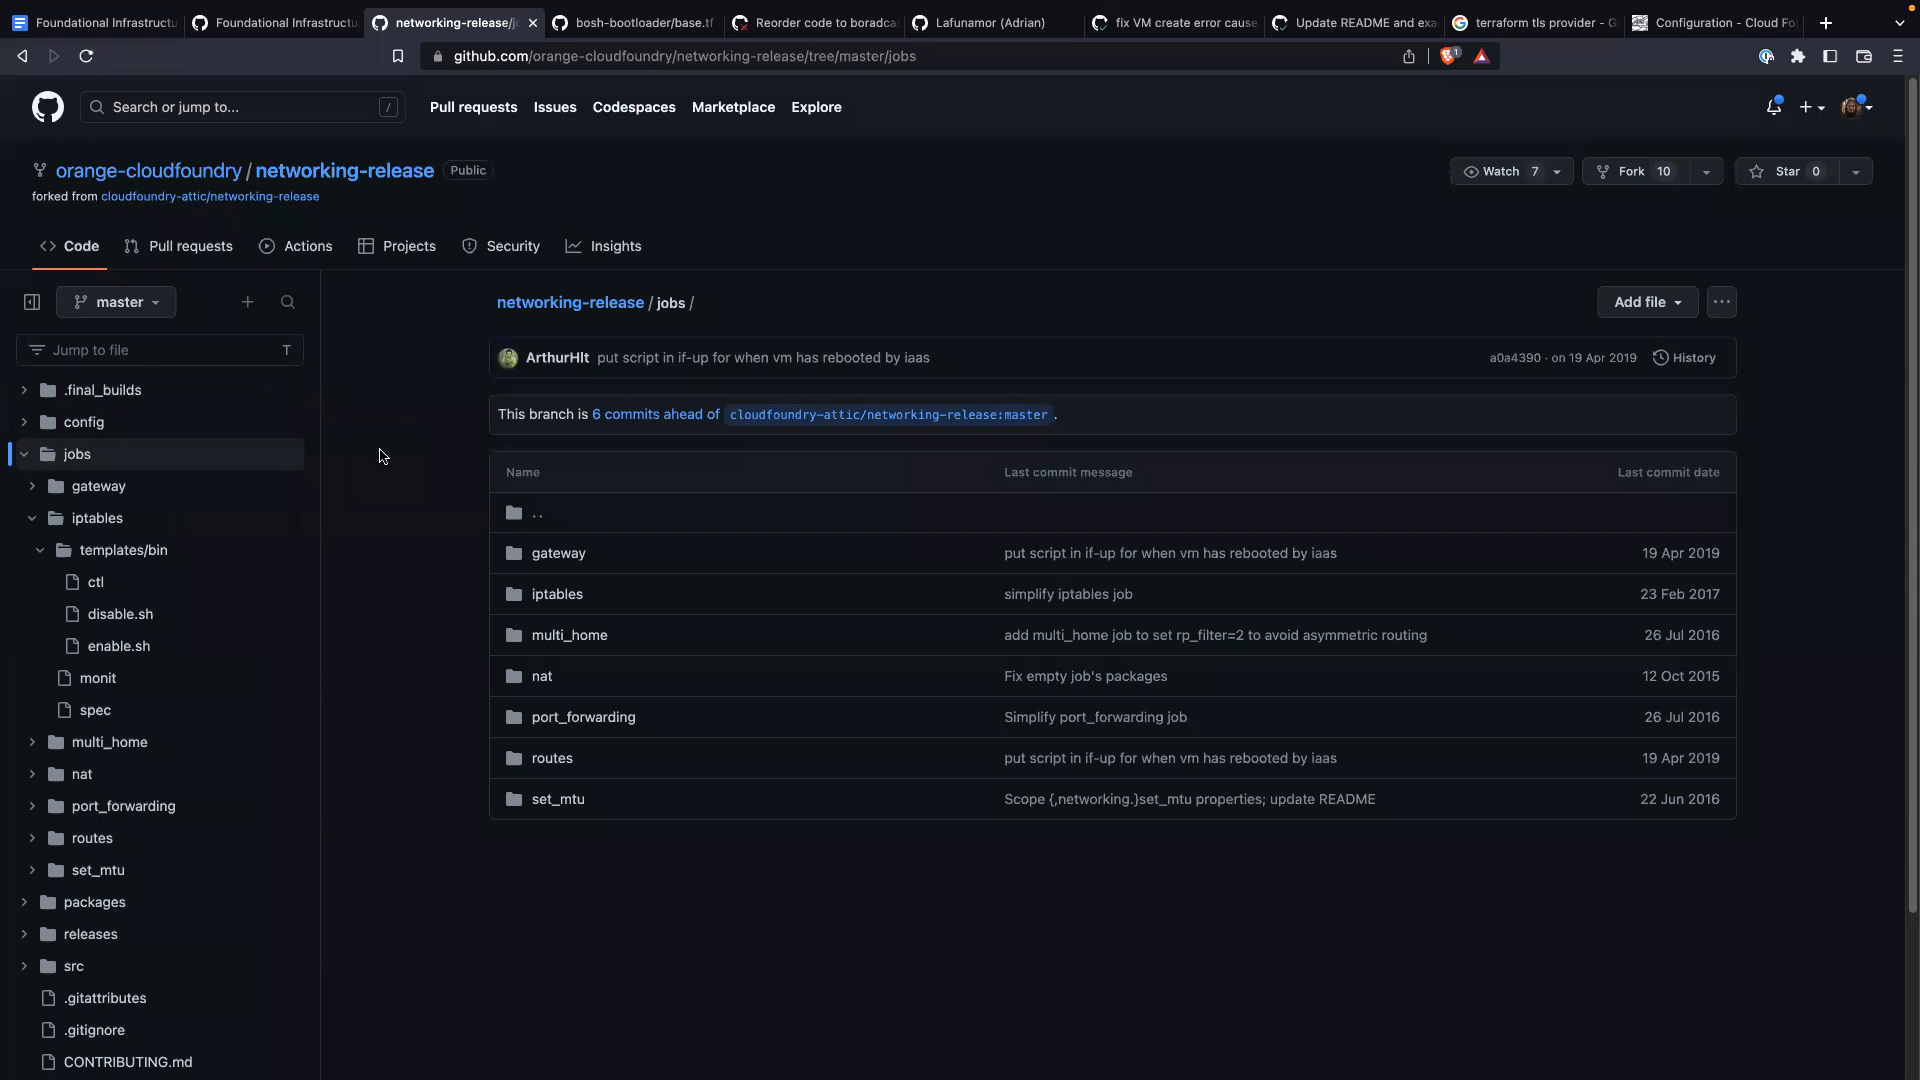 Foundational Infrastructu
Foundational Infrastructu
networking-release/jo
bosh-bootloader/base.tf
Reorder code to boradca
Lafunamor (Adrian)
fix VM create error cause
Update README and exa
terraform tls provider - G
Configuration - Cloud Fo
github.com/orange-cloudfoundry/networking-release/tree/master/jobs
1
Search or jump to...
/
Pull requests
Issues
Codespaces
Marketplace
Explore
orange-cloudfoundry / networking-release
Public
Watch 7
Fork 10
Star 0
forked from cloudfoundry-attic/networking-release
Code
Pull requests
Actions
Projects
Security
Insights
master
Jump to file
T
.final_builds
config
jobs
gateway
iptables
templates/bin
ctl
disable.sh
enable.sh
monit
spec
multi_home
nat
port_forwarding
routes
set_mtu
packages
releases
src
.gitattributes
.gitignore
CONTRIBUTING.md
networking-release / jobs /
Add file
ArthurHlt put script in if-up for when vm has rebooted by iaas
a0a4390 · on 19 Apr 2019
History
This branch is 6 commits ahead of cloudfoundry-attic/networking-release:master .
Name Last commit message Last commit date
..
gateway put script in if-up for when vm has rebooted by iaas 19 Apr 2019
iptables simplify iptables job 23 Feb 2017
multi_home add multi_home job to set rp_filter=2 to avoid asymmetric routing 26 Jul 2016
nat Fix empty job's packages 12 Oct 2015
port_forwarding Simplify port_forwarding job 26 Jul 2016
routes put script in if-up for when vm has rebooted by iaas 19 Apr 2019
set_mtu Scope {,networking.}set_mtu properties; update README 22 Jun 2016